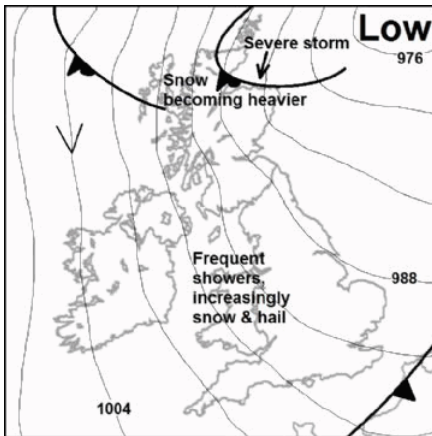 Low
Severe storm
976
Snow
becoming heavier
Frequent
showers,
increasingly
snow & hail
988
1004